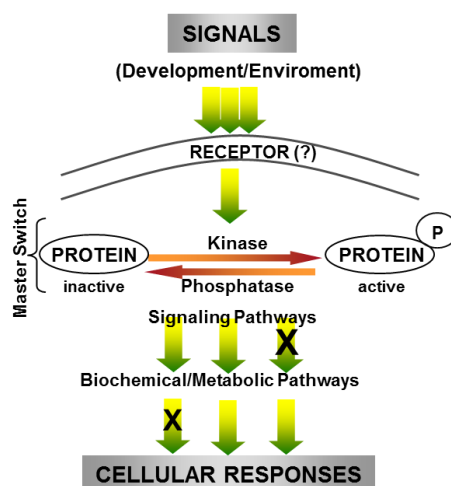 SIGNALS
(Development/Enviroment)
RECEPTOR (?)
Master Switch
PROTEIN
inactive
Kinase
Phosphatase
P
PROTEIN
active
Signaling Pathways
X
Biochemical/Metabolic Pathways
X
CELLULAR RESPONSES